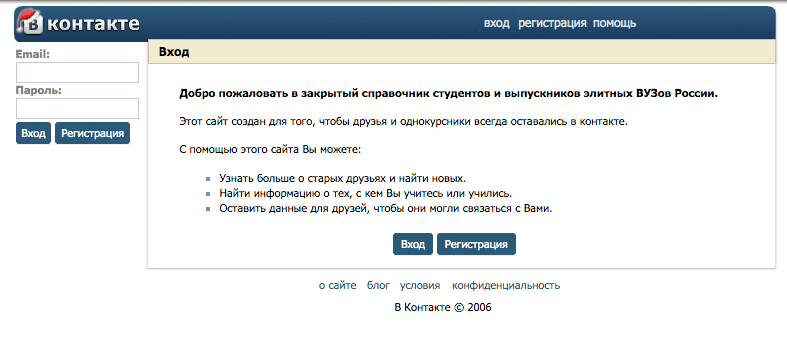 В контакте
вход регистрация помощь
Email:
Пароль:
Вход Регистрация
Вход
Добро пожаловать в закрытый справочник студентов и выпускников элитных ВУЗов России.
Этот сайт создан для того, чтобы друзья и однокурсники всегда оставались в контакте.
С помощью этого сайта Вы можете:
Узнать больше о старых друзьях и найти новых.
Найти информацию о тех, с кем Вы учитесь или учились.
Оставить данные для друзей, чтобы они могли связаться с Вами.
Вход Регистрация
о сайте блог условия конфиденциальность
В Контакте © 2006